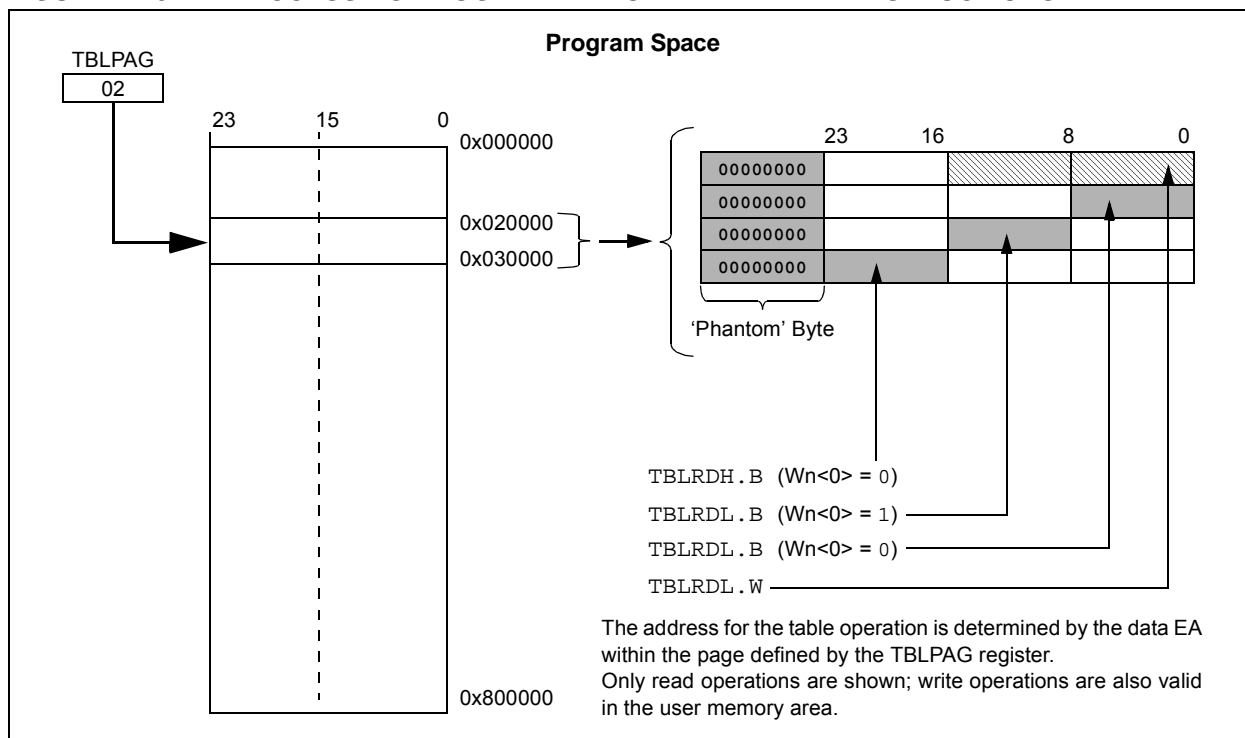 Program Space
TBLPAG
02
23 15 0
0x000000
0x020000
0x030000
0x800000
23 16 8 0
00000000
00000000
00000000
00000000
‘Phantom’ Byte
TBLRDH.B (Wn<0> = 0)
TBLRDL.B (Wn<0> = 1)
TBLRDL.B (Wn<0> = 0)
TBLRDL.W
The address for the table operation is determined by the data EA
within the page defined by the TBLPAG register.
Only read operations are shown; write operations are also valid
in the user memory area.